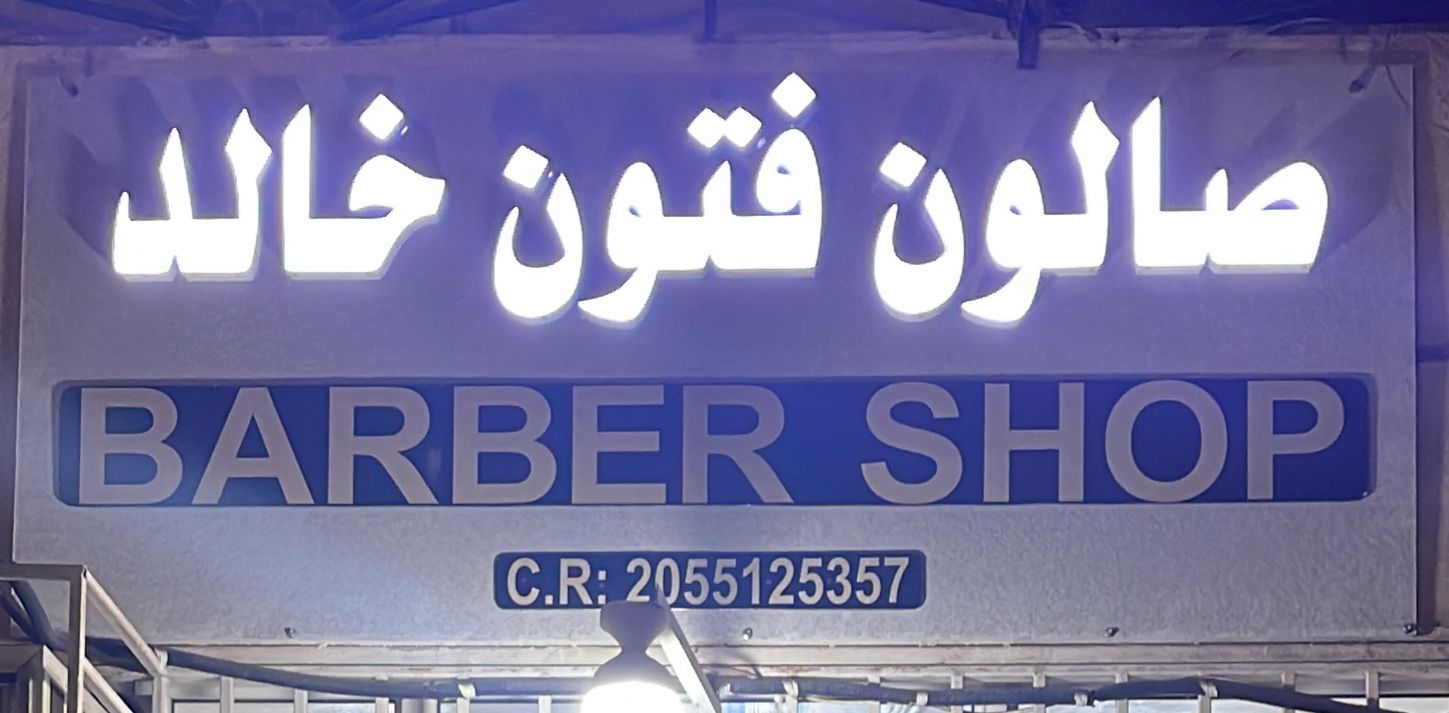 صالون فتون خالد
BARBER SHOP
C.R: 2055125357